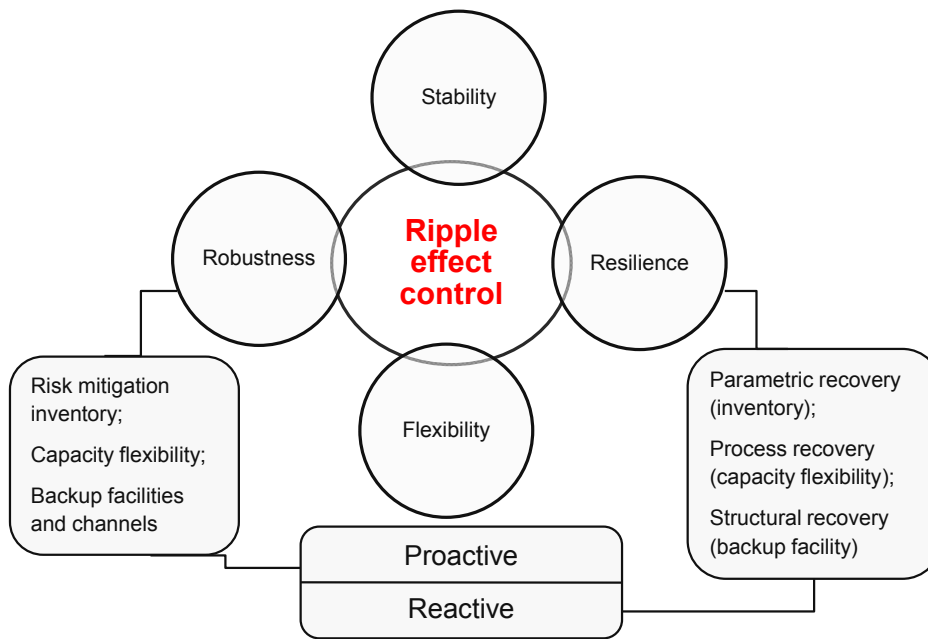 Stability
Robustness
Ripple
effect
control
Resilience
Flexibility
Risk mitigation
inventory;
Capacity flexibility;
Backup facilities
and channels
Parametric recovery
(inventory);
Process recovery
(capacity flexibility);
Structural recovery
(backup facility)
Proactive
Reactive